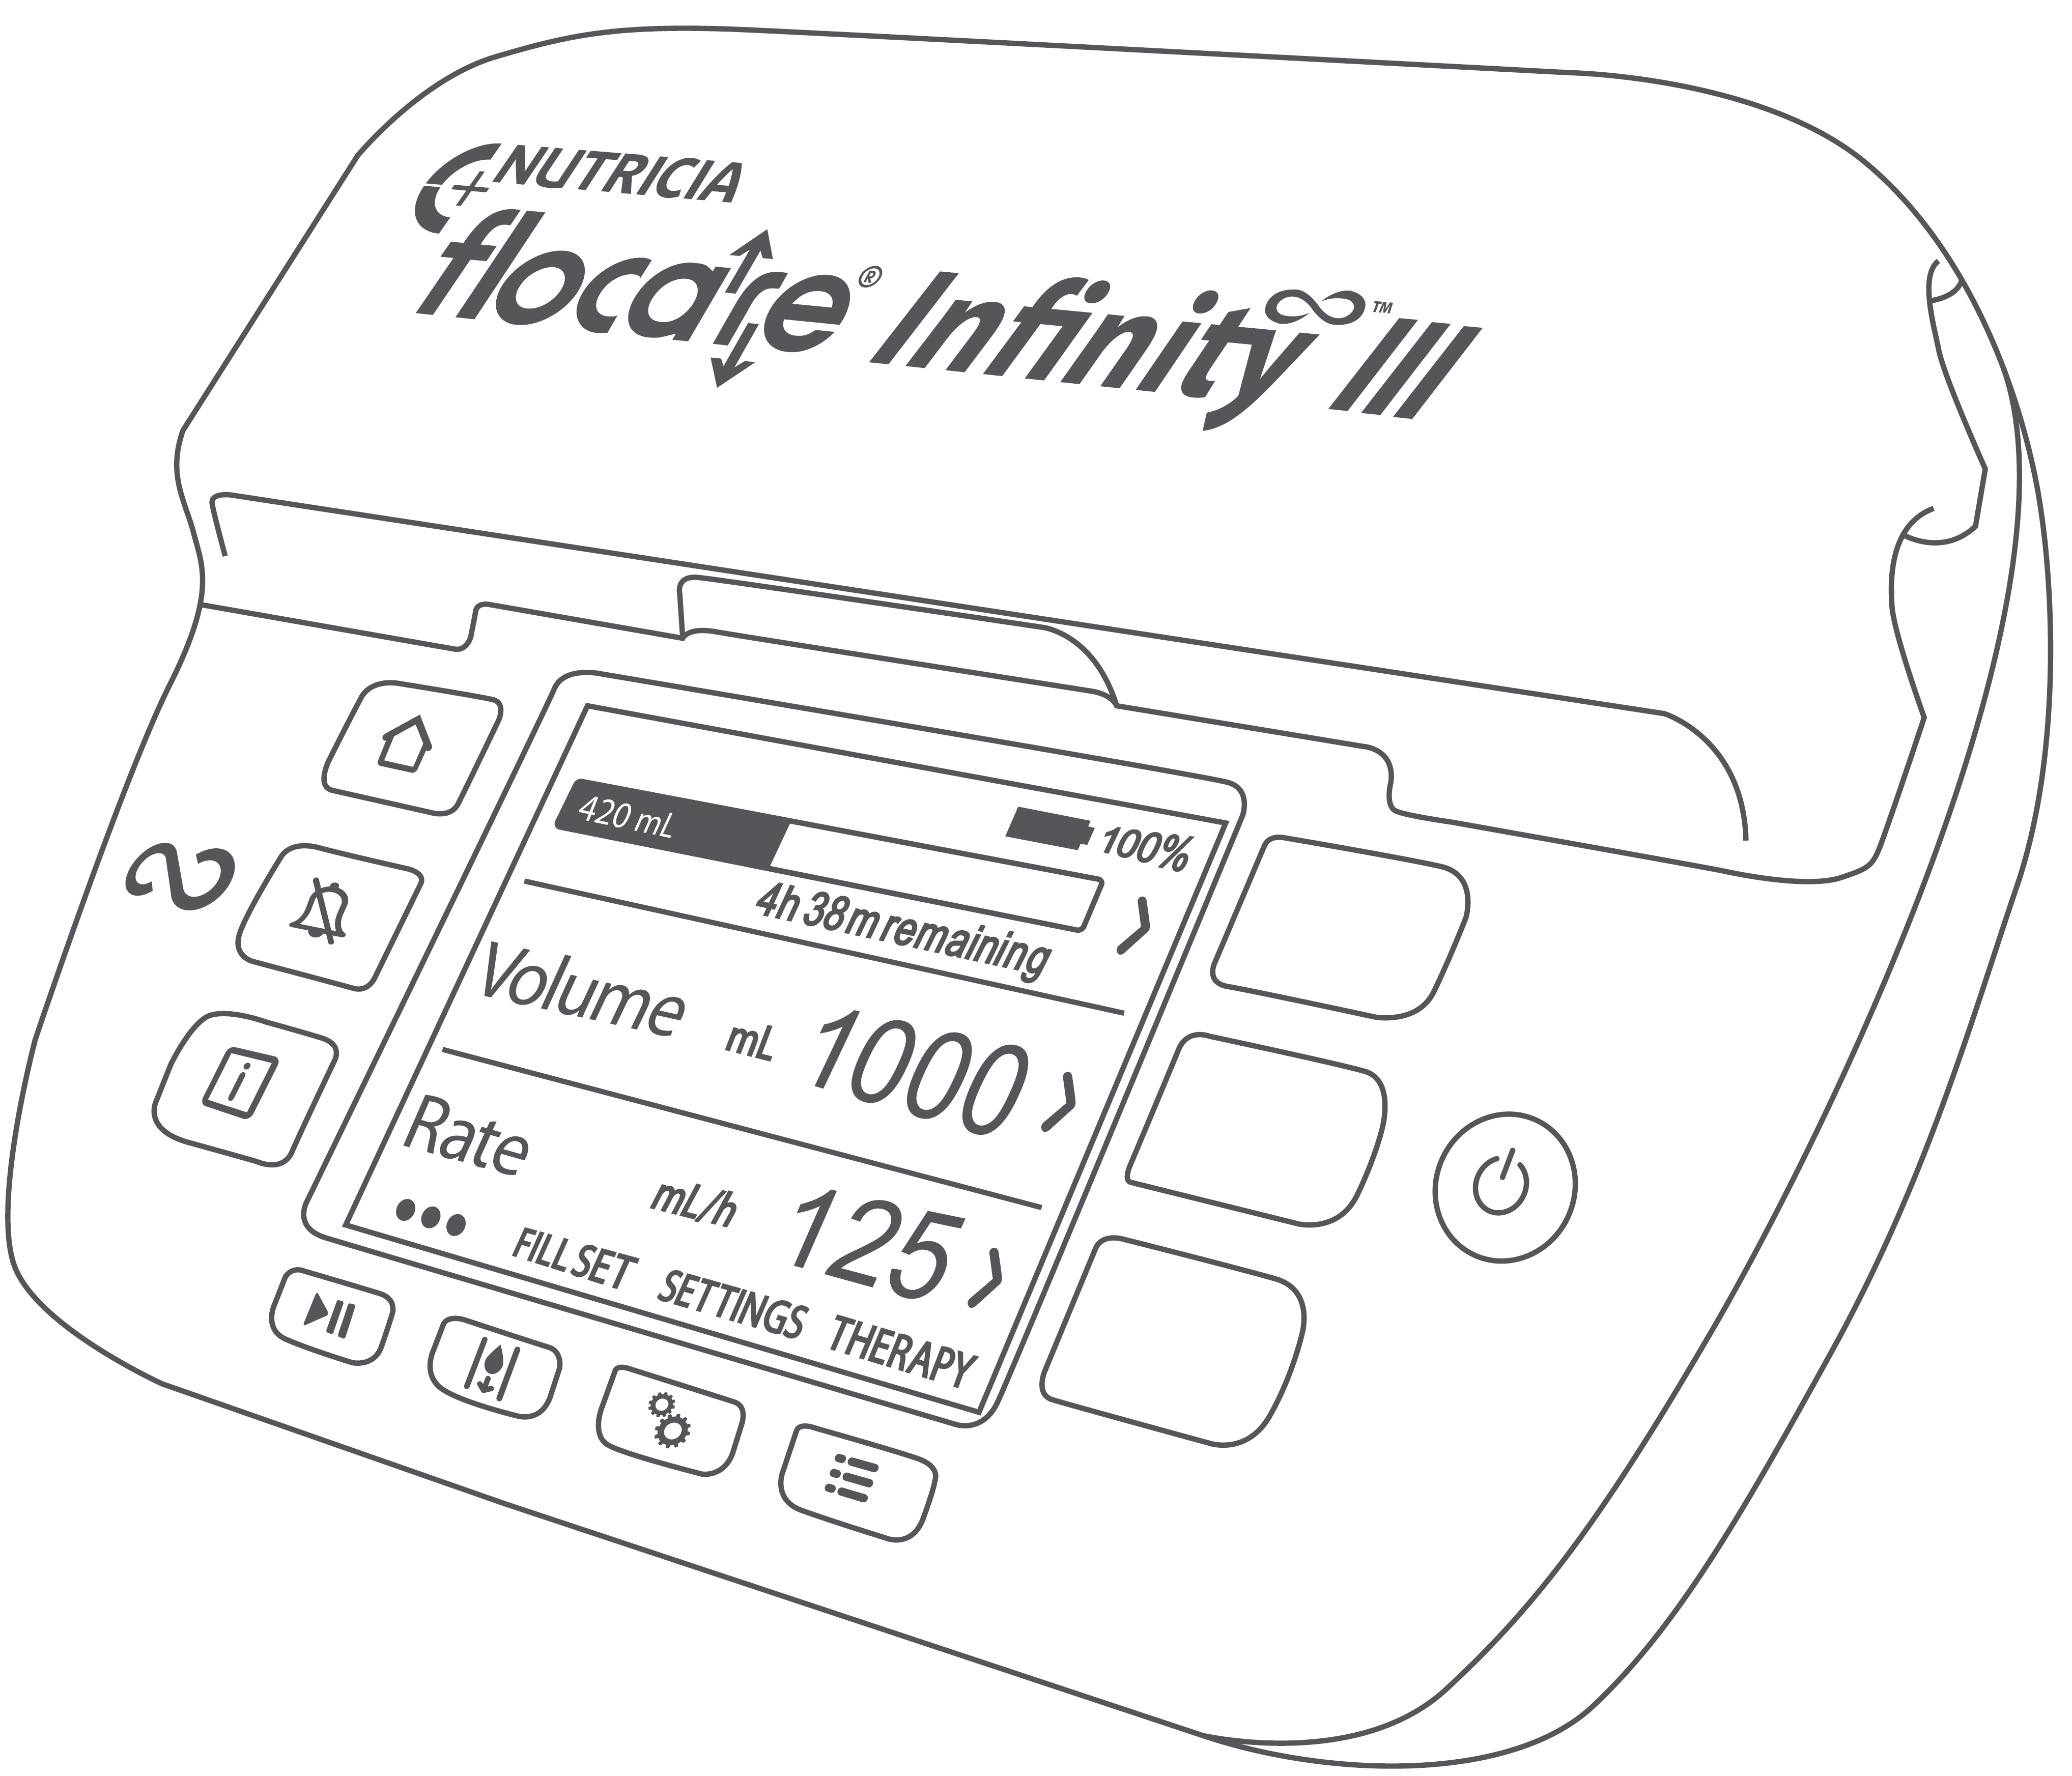 NUTRICIA
flocare® Infinity™ III
420 mL
100%
4h 38m remaining
Volume mL 1000
Rate mL/h 125
FILL SET SETTINGS THERAPY